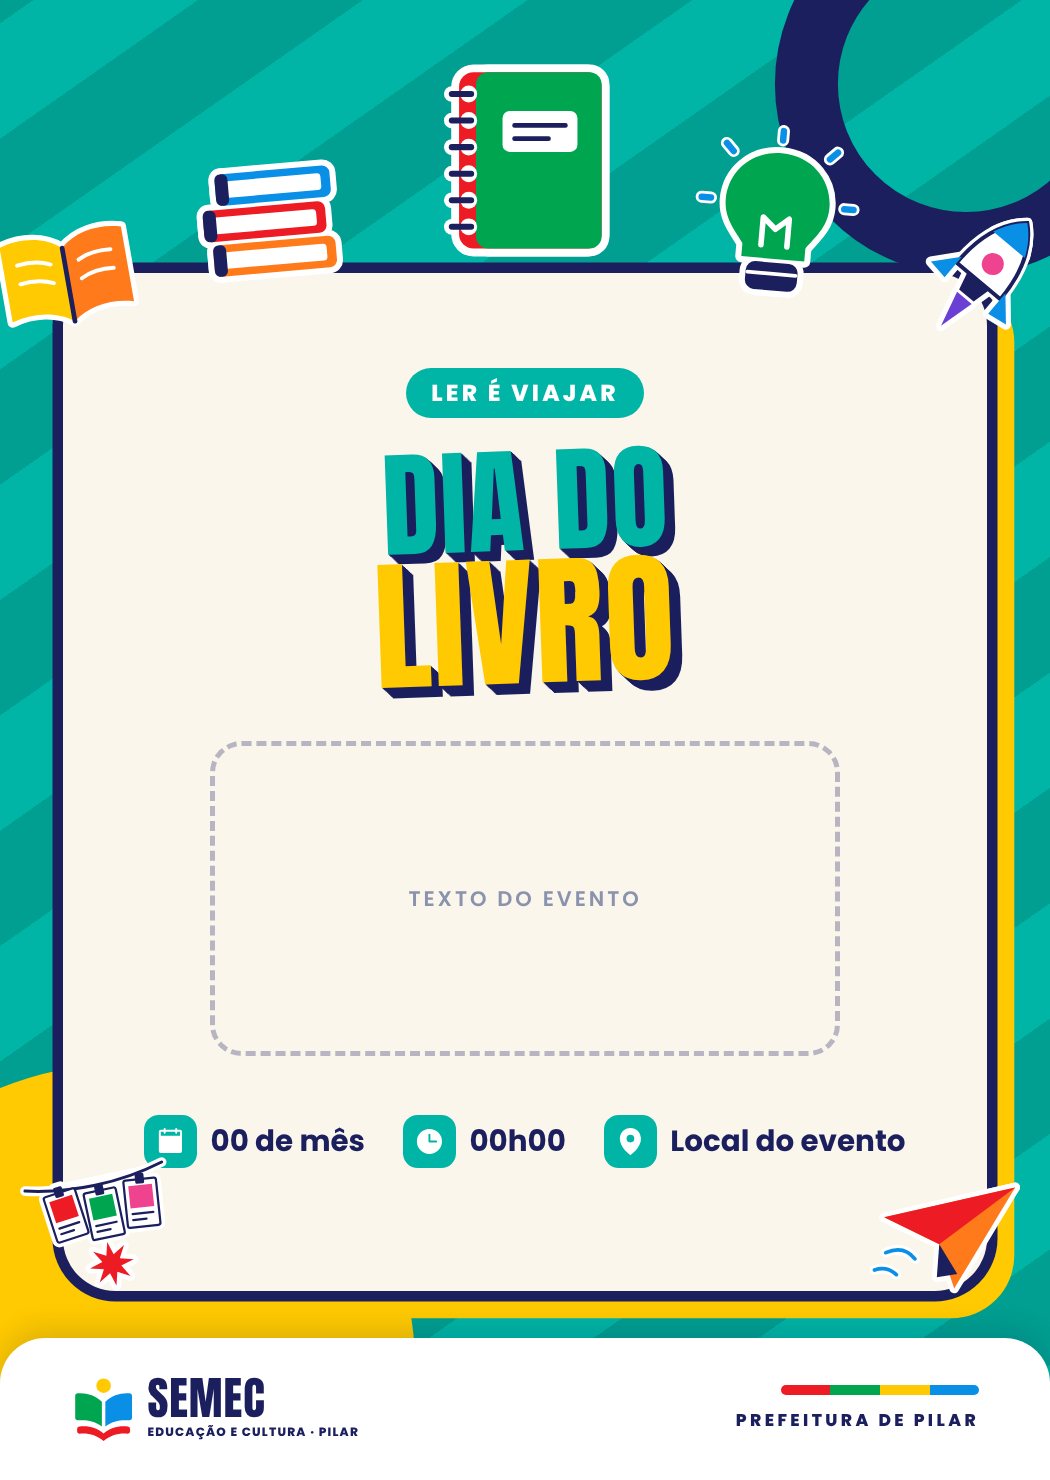 LER É VIAJAR
DIA DO
LIVRO
TEXTO DO EVENTO
00 de mês
00h00
Local do evento
SEMEC
EDUCAÇÃO E CULTURA · PILAR
PREFEITURA DE PILAR